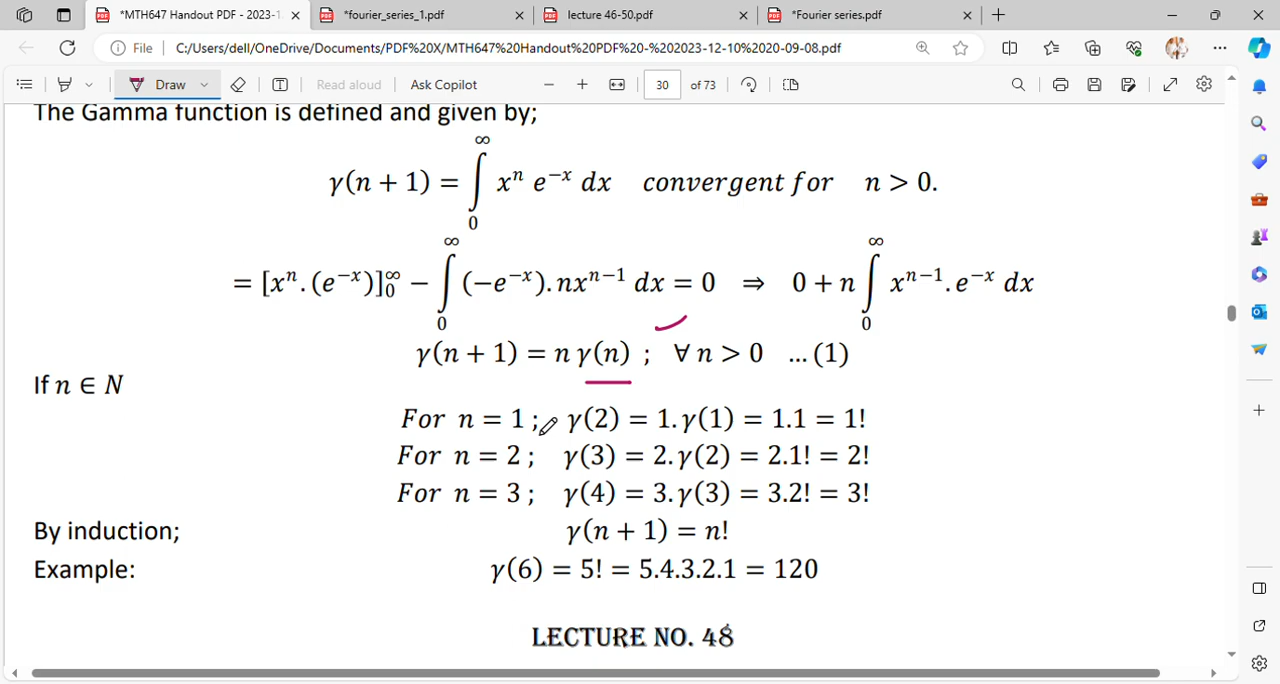 *MTH647 Handout PDF - 2023-1
*fourier_series_1.pdf
lecture 46-50.pdf
*Fourier series.pdf
File
C:/Users/dell/OneDrive/Documents/PDF%20X/MTH647%20Handout%20PDF%20-%202023-12-10%2020-09-08.pdf
Draw
Read aloud
Ask Copilot
30 of 73
The Gamma function is defined and given by;
γ(n + 1) = ∫₀^∞ xⁿ e⁻ˣ dx convergent for n > 0.
= [xⁿ.(e⁻ˣ)]₀^∞ − ∫₀^∞ (−e⁻ˣ).nxⁿ⁻¹ dx = 0 ⇒ 0 + n ∫₀^∞ xⁿ⁻¹.e⁻ˣ dx
γ(n + 1) = n γ(n) ; ∀ n > 0 …(1)
If n ∈ N
For n = 1 ; γ(2) = 1.γ(1) = 1.1 = 1!
For n = 2 ; γ(3) = 2.γ(2) = 2.1! = 2!
For n = 3 ; γ(4) = 3.γ(3) = 3.2! = 3!
By induction; γ(n + 1) = n!
Example: γ(6) = 5! = 5.4.3.2.1 = 120
LECTURE NO. 48